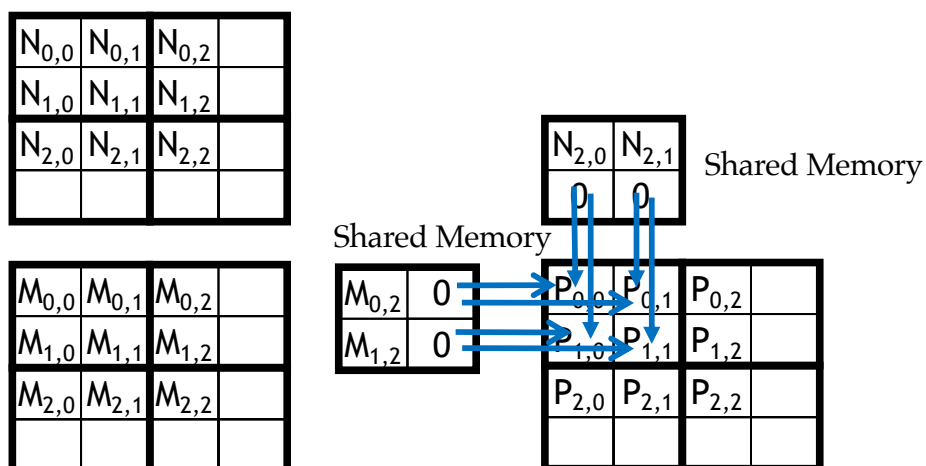 N0,0 N0,1 N0,2
N1,0 N1,1 N1,2
N2,0 N2,1 N2,2
N2,0 N2,1
0 0
Shared Memory
Shared Memory
M0,2 0
M1,2 0
M0,0 M0,1 M0,2
M1,0 M1,1 M1,2
M2,0 M2,1 M2,2
P0,0 P0,1 P0,2
P1,0 P1,1 P1,2
P2,0 P2,1 P2,2